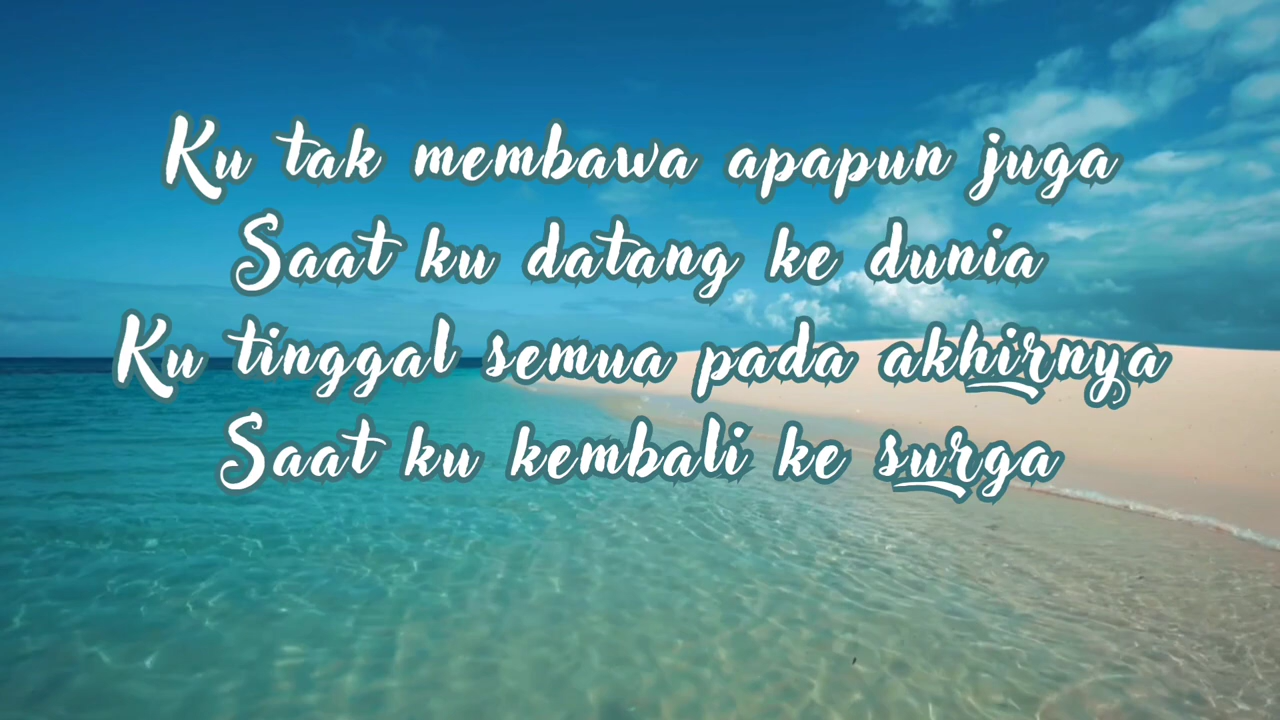 Ku tak membawa apapun juga
Saat ku datang ke dunia
Ku tinggal semua pada akhirnya
Saat ku kembali ke surga